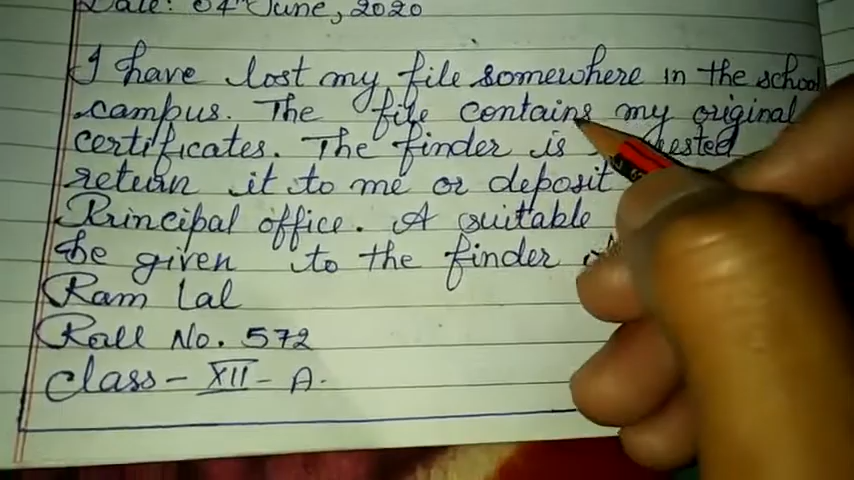 Date: 04th June, 2020
I have lost my file somewhere in the school
campus. The file contains my original
certificates. The finder is
return it to me or deposit
Principal office. A suitable
be given to the finder
Ram Lal
Roll No. 572
Class - XII - A.